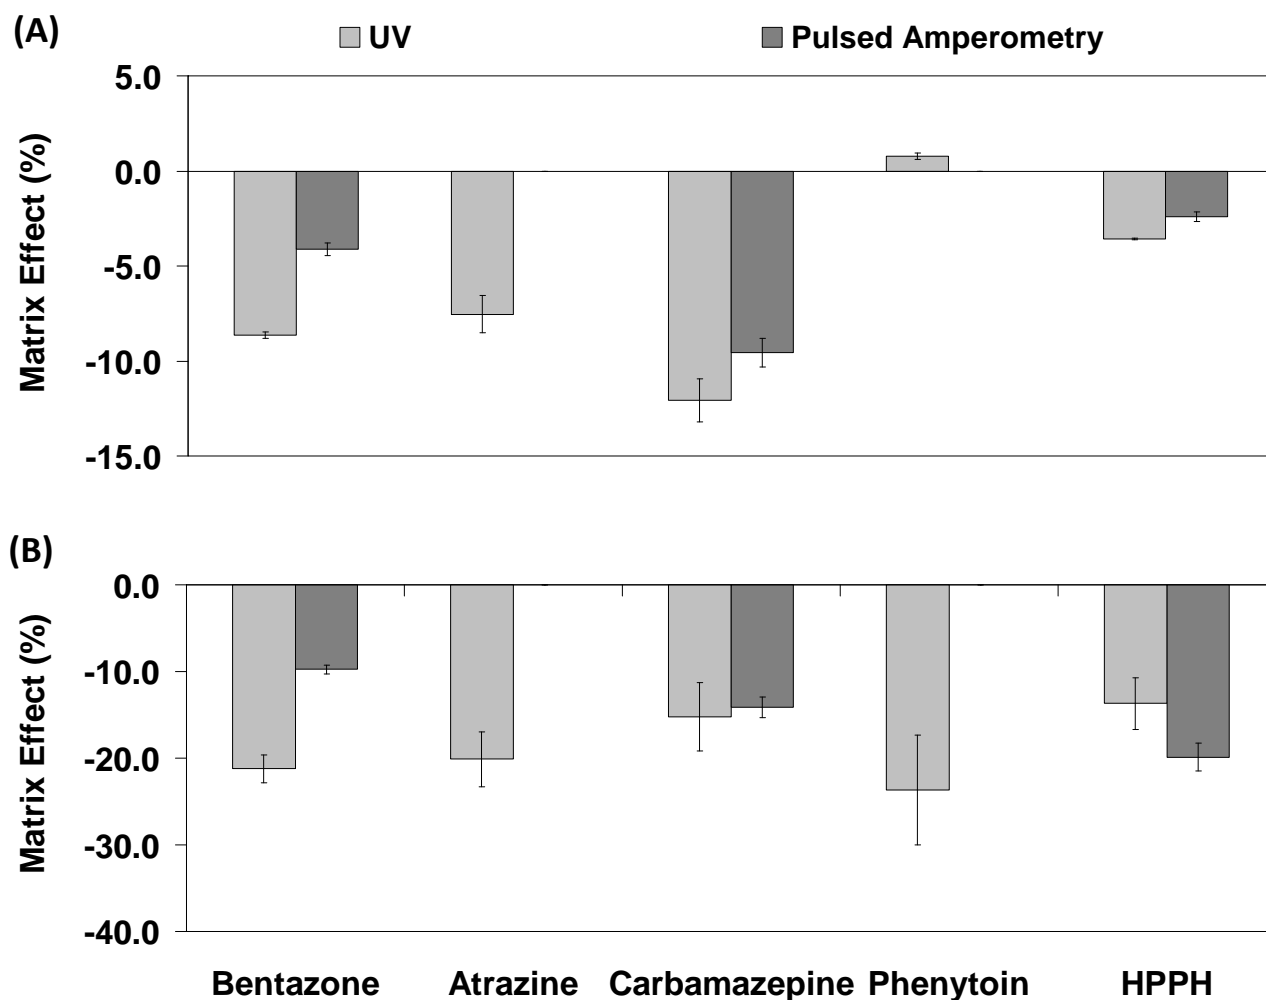 (A)
UV
Pulsed Amperometry
Matrix Effect (%)
5.0
0.0
-5.0
-10.0
-15.0
(B)
Matrix Effect (%)
0.0
-10.0
-20.0
-30.0
-40.0
Bentazone Atrazine Carbamazepine Phenytoin HPPH